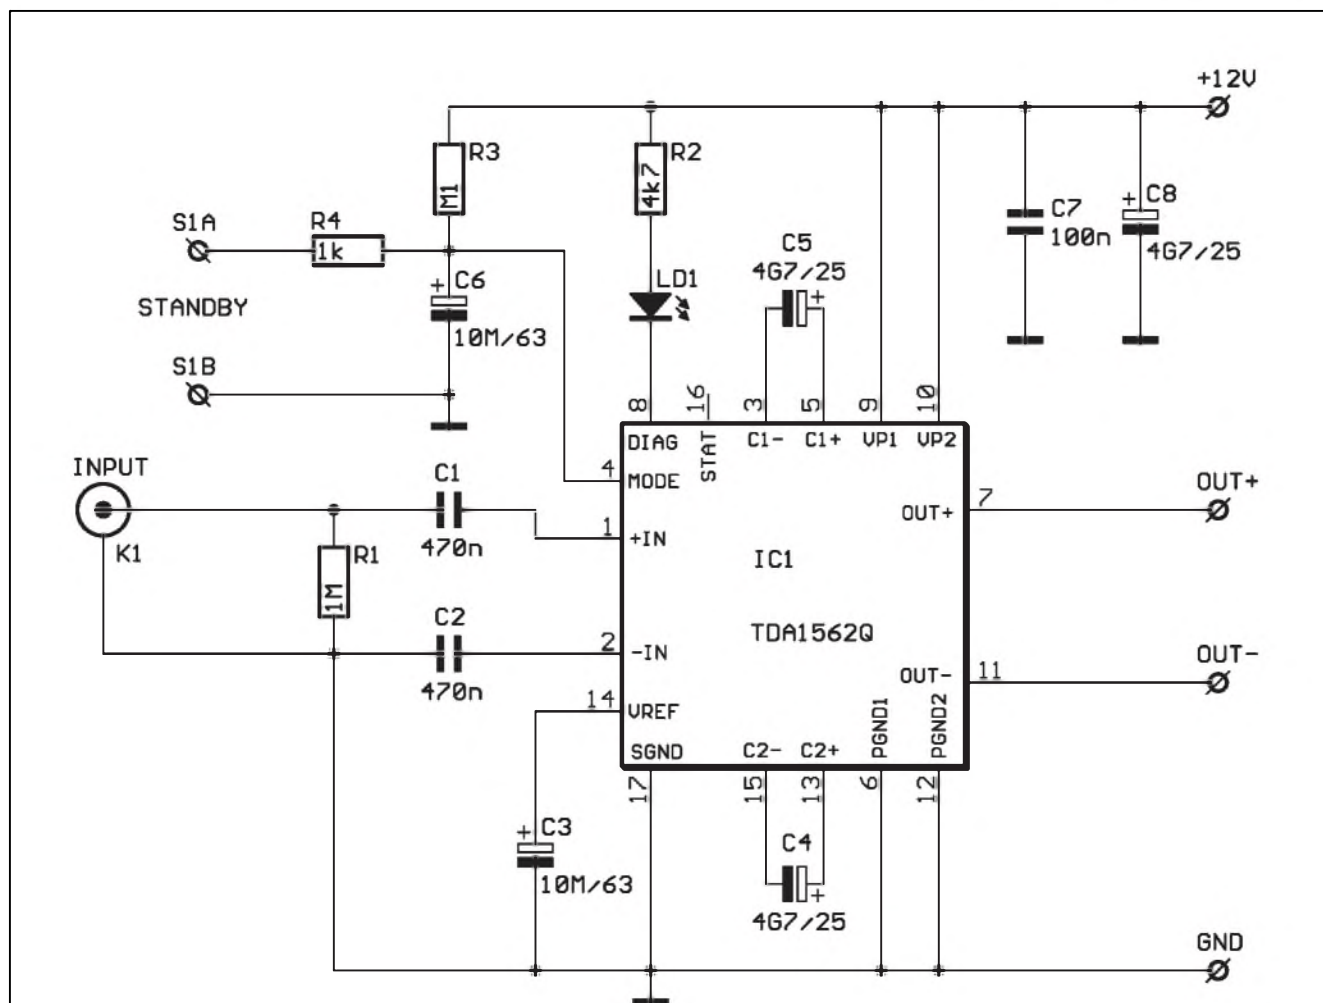 +12V
R3
M1
R2
4k7
S1A
R4
1k
C5
4G7/25
C7
100n
C8
+
4G7/25
STANDBY
+
C6
10M/63
LD1
+
S1B
8
16
3
5
9
10
DIAG
STAT
C1-
C1+
VP1
VP2
INPUT
K1
C1
470n
4
MODE
1
+IN
OUT+
7
OUT+
R1
1M
IC1
TDA1562Q
C2
470n
2
-IN
OUT-
11
OUT-
14
VREF
SGND
C2-
C2+
PGND1
PGND2
17
15
13
6
12
+
C3
10M/63
C4
+
4G7/25
GND